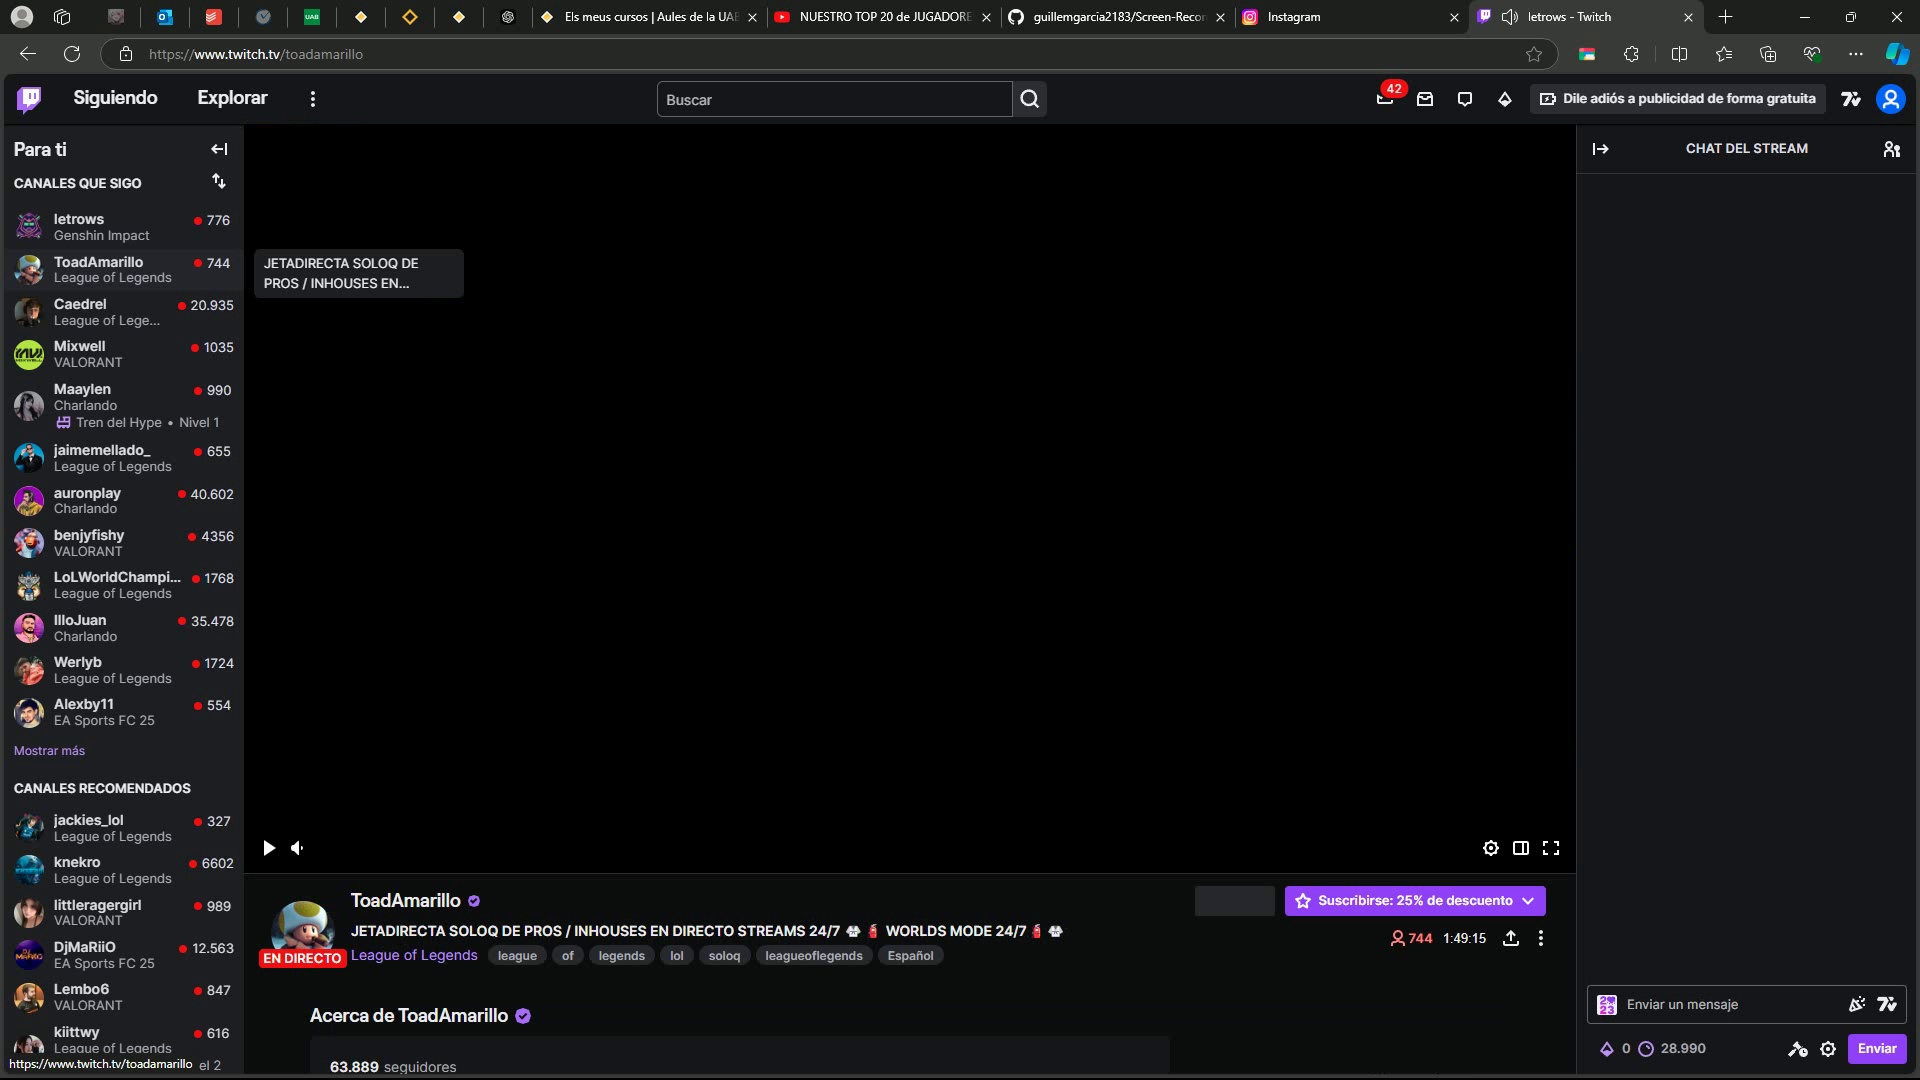 Els meus cursos | Aules de la UAB
NUESTRO TOP 20 de JUGADORE
guillemgarcia2183/Screen-Recor
Instagram
letrows - Twitch
https://www.twitch.tv/toadamarillo
Siguiendo
Explorar
Buscar
42
Dile adiós a publicidad de forma gratuita
Para ti
CANALES QUE SIGO
letrows
776
Genshin Impact
ToadAmarillo
744
League of Legends
Caedrel
20.935
League of Lege...
Mixwell
1035
VALORANT
Maaylen
990
Charlando
Tren del Hype • Nivel 1
jaimemellado_
655
League of Legends
auronplay
40.602
Charlando
benjyfishy
4356
VALORANT
LoLWorldChampi...
1768
League of Legends
IlloJuan
35.478
Charlando
Werlyb
1724
League of Legends
Alexby11
554
EA Sports FC 25
Mostrar más
CANALES RECOMENDADOS
jackies_lol
327
League of Legends
knekro
6602
League of Legends
littleragergirl
989
VALORANT
DjMaRiiO
12.563
EA Sports FC 25
Lembo6
847
VALORANT
kiittwy
616
League of Legends
https://www.twitch.tv/toadamarillo
el 2
JETADIRECTA SOLOQ DE
PROS / INHOUSES EN...
ToadAmarillo
JETADIRECTA SOLOQ DE PROS / INHOUSES EN DIRECTO STREAMS 24/7 WORLDS MODE 24/7
EN DIRECTO
League of Legends league of legends lol soloq leagueoflegends Español
Suscribirse: 25% de descuento
744 1:49:15
Acerca de ToadAmarillo
63.889 seguidores
CHAT DEL STREAM
Enviar un mensaje
0 28.990
Enviar